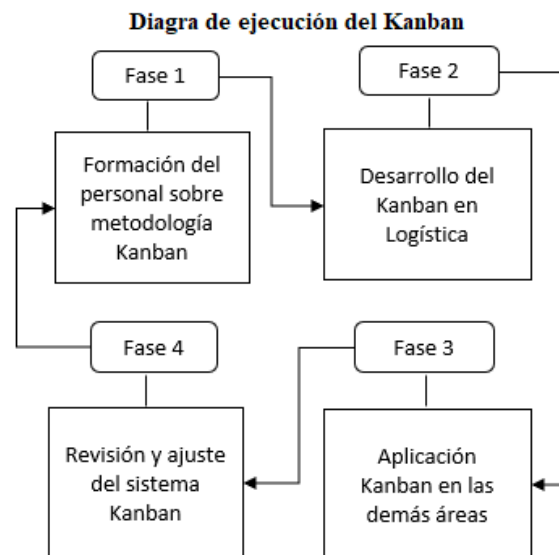 Diagra de ejecución del Kanban
Fase 1
Formación del
personal sobre
metodología
Kanban
Fase 2
Desarrollo del
Kanban en
Logística
Fase 3
Aplicación
Kanban en las
demás áreas
Fase 4
Revisión y ajuste
del sistema
Kanban